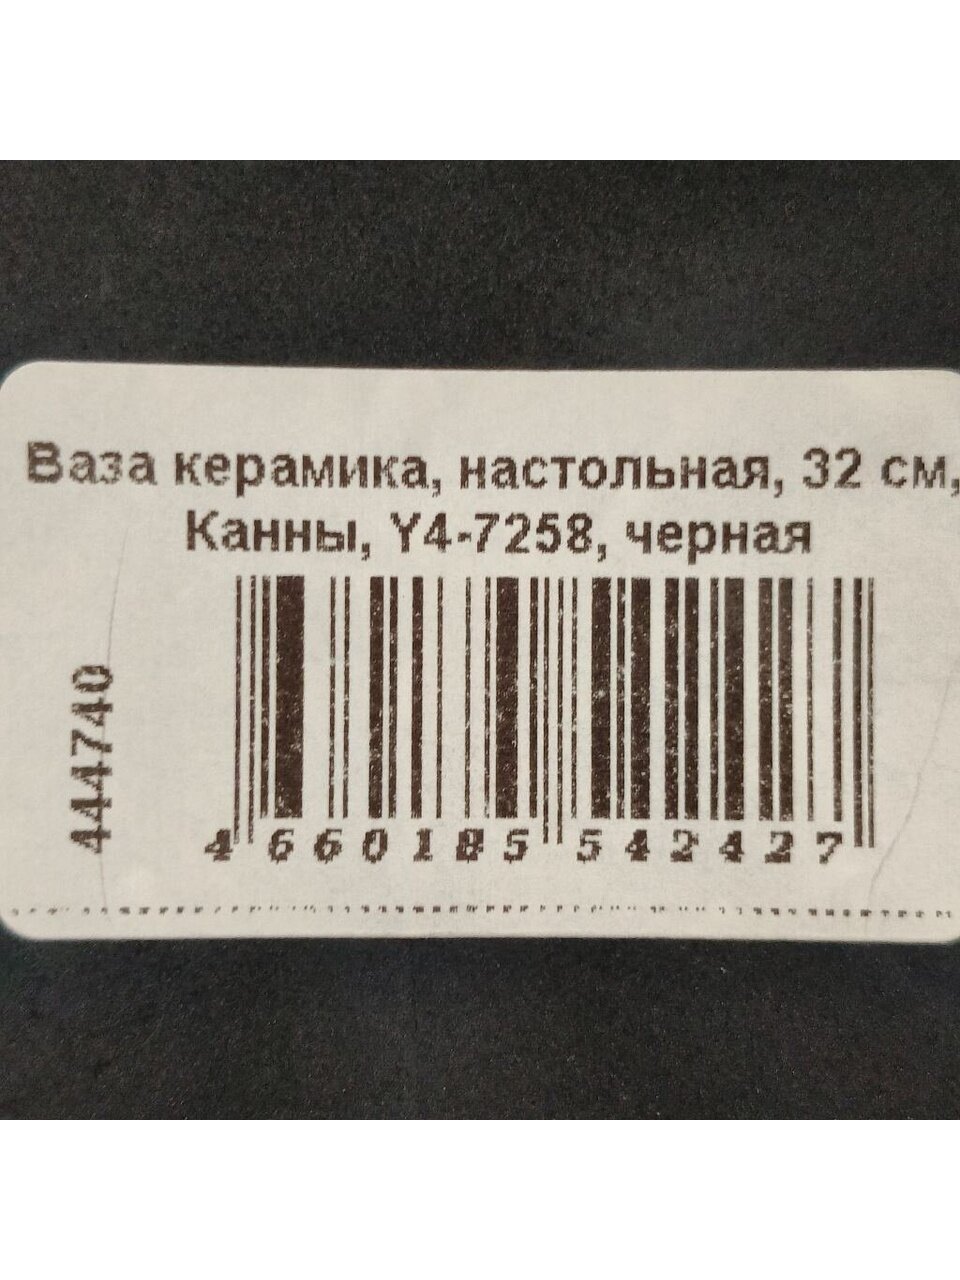 Ваза керамика, настольная, 32 см,
Канны, Y4-7258, черная
444740
4 660185 542427